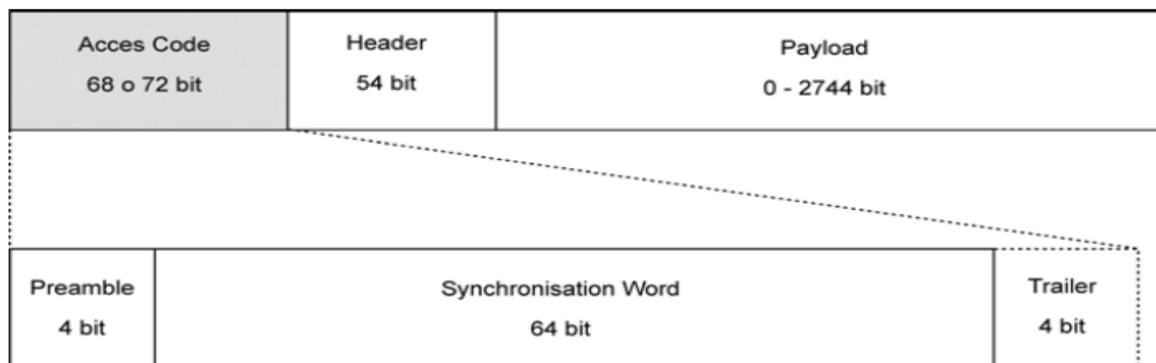 Acces Code
68 o 72 bit
Header
54 bit
Payload
0 - 2744 bit
Preamble
4 bit
Synchronisation Word
64 bit
Trailer
4 bit